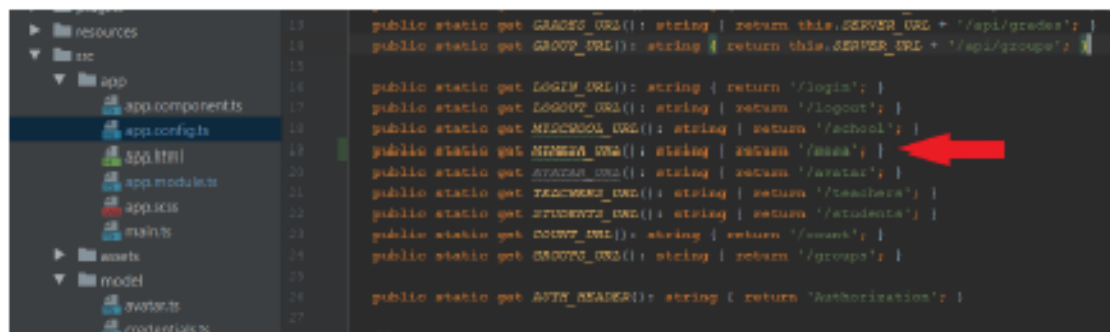 resources
src
app
app.component.ts
app.config.ts
app.html
app.module.ts
app.scss
main.ts
assets
model
avatar.ts
credentials.ts
13 public static get GRADES_URL(): string { return this.SERVER_URL + '/api/grades'; }
14 public static get GROUP_URL(): string { return this.SERVER_URL + '/api/groups'; }
15
16 public static get LOGIN_URL(): string { return '/login'; }
17 public static get LOGOUT_URL(): string { return '/logout'; }
18 public static get MYSCHOOL_URL(): string { return '/school'; }
19 public static get _URL(): string { return '/'; }
20 public static get AVATAR_URL(): string { return '/avatar'; }
21 public static get TEACHERS_URL(): string { return '/teachers'; }
22 public static get STUDENTS_URL(): string { return '/students'; }
23 public static get COUNT_URL(): string { return '/count'; }
24 public static get GROUPS_URL(): string { return '/groups'; }
25
26 public static get AUTH_HEADER(): string { return 'Authorization'; }
27